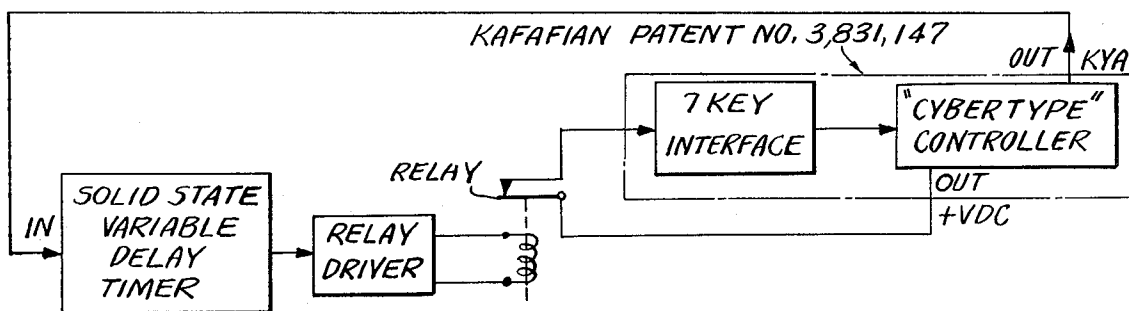 KAFAFIAN PATENT NO. 3,831,147
OUT
KYA
7 KEY
INTERFACE
"CYBERTYPE"
CONTROLLER
RELAY
OUT
+VDC
IN
SOLID STATE
VARIABLE
DELAY
TIMER
RELAY
DRIVER